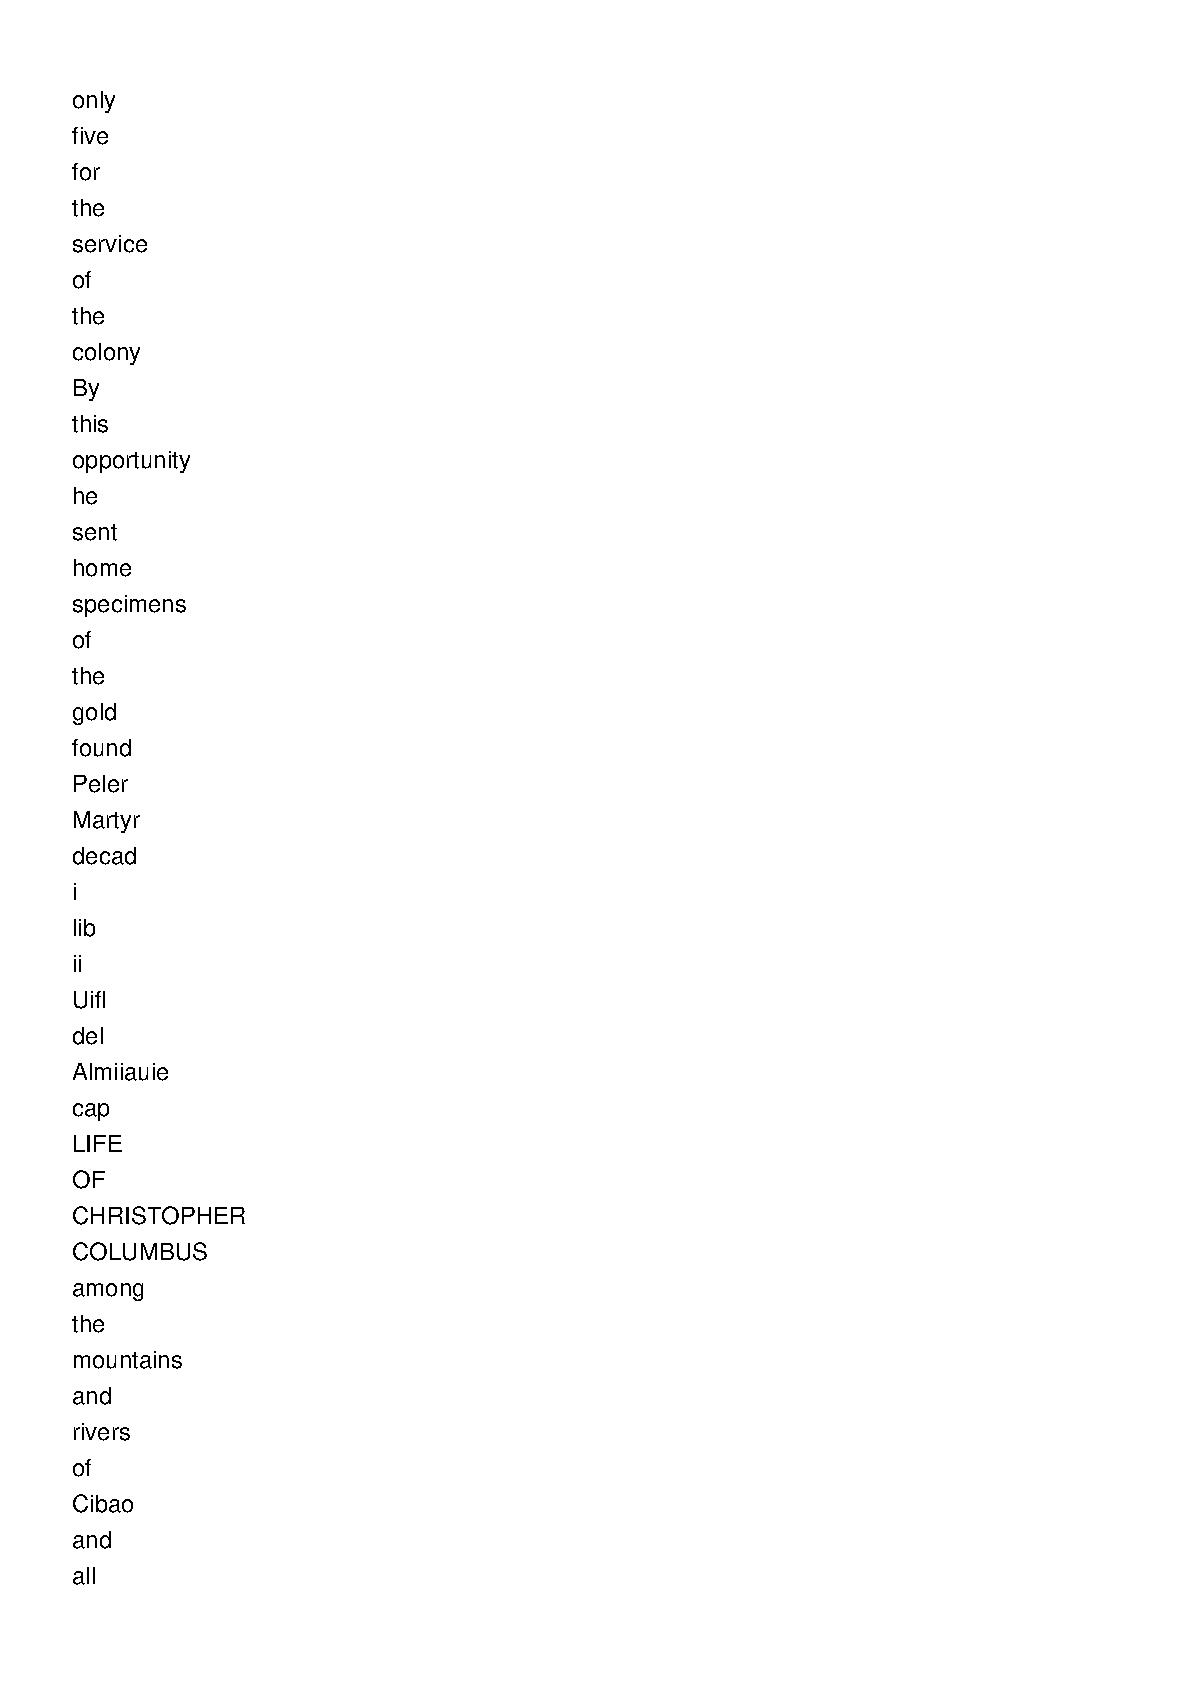 only
five
for
the
service
of
the
colony
By
this
opportunity
he
sent
home
specimens
of
the
gold
found
Peler
Martyr
decad
i
lib
ii
Uifl
del
Almiiauie
cap
LIFE
OF
CHRISTOPHER
COLUMBUS
among
the
mountains
and
rivers
of
Cibao
and
all